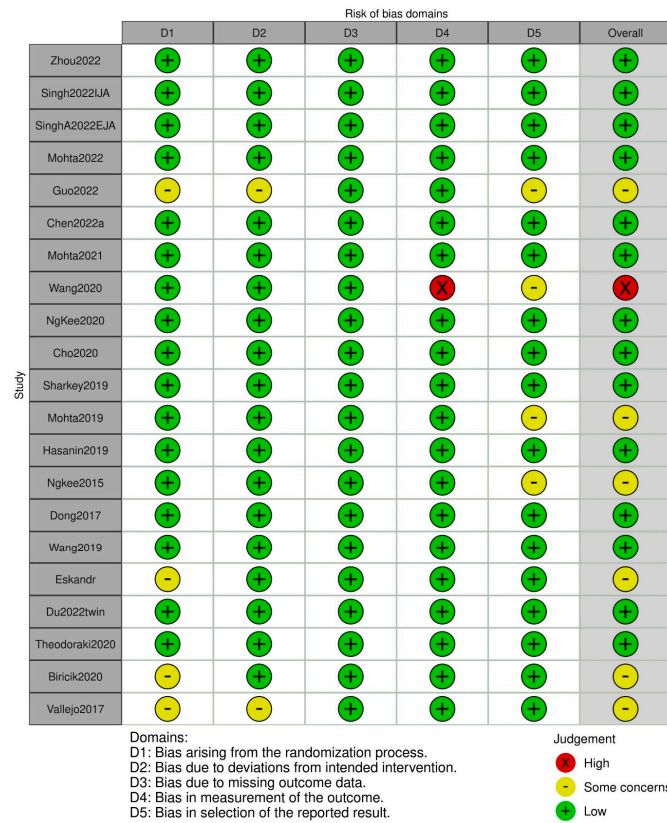 Risk of bias domains
D1 D2 D3 D4 D5 Overall
Study
Zhou2022 + + + + + +
Singh2022IJA + + + + + +
SinghA2022EJA + + + + + +
Mohta2022 + + + + + +
Guo2022 - - + + - -
Chen2022a + + + + + +
Mohta2021 + + + + + +
Wang2020 + + + X - X
NgKee2020 + + + + + +
Cho2020 + + + + + +
Sharkey2019 + + + + + +
Mohta2019 + + + + - -
Hasanin2019 + + + + + +
Ngkee2015 + + + + - -
Dong2017 + + + + + +
Wang2019 + + + + + +
Eskandr - + + + + -
Du2022twin + + + + + +
Theodoraki2020 + + + + + +
Biricik2020 - + + + + -
Vallejo2017 - - + + + -
Domains:
D1: Bias arising from the randomization process.
D2: Bias due to deviations from intended intervention.
D3: Bias due to missing outcome data.
D4: Bias in measurement of the outcome.
D5: Bias in selection of the reported result.
Judgement
X High
- Some concerns
+ Low